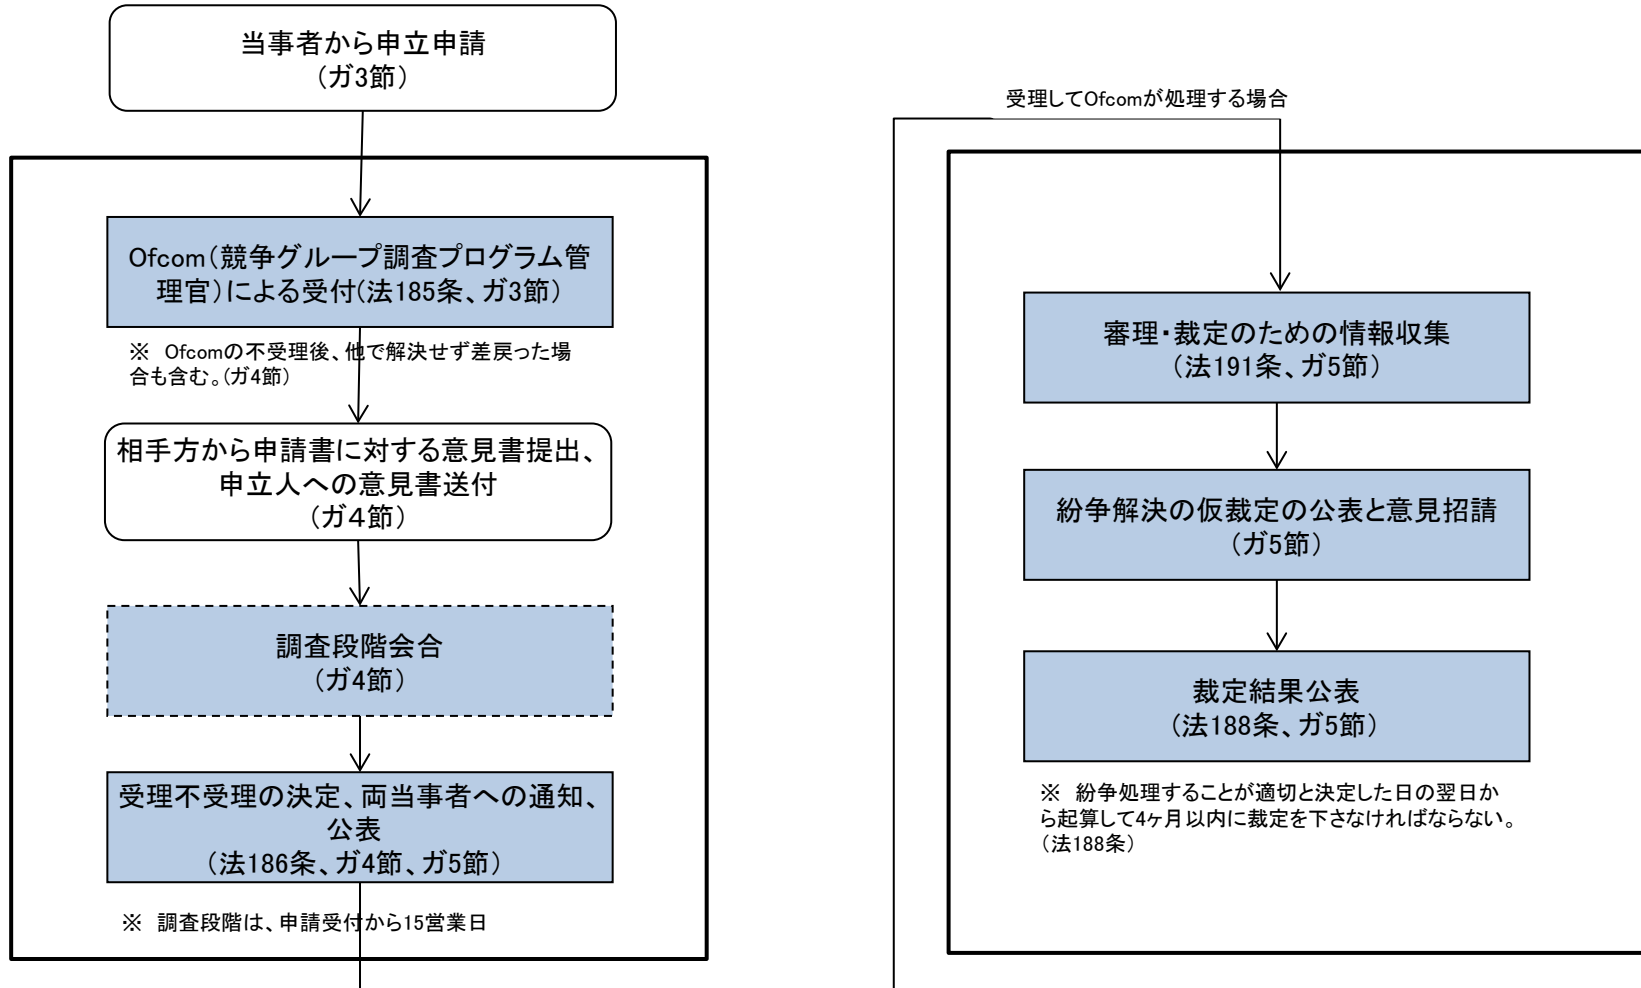 当事者から申立申請
（ガ3節）
Ofcom（競争グループ調査プログラム管
理官）による受付(法185条、ガ3節）
※　Ofcomの不受理後、他で解決せず差戻った場
合も含む。(ガ4節）
相手方から申請書に対する意見書提出、
申立人への意見書送付
（ガ４節）
調査段階会合
（ガ4節）
受理不受理の決定、両当事者への通知、
公表
（法186条、ガ4節、ガ5節）
※　調査段階は、申請受付から15営業日
受理してOfcomが処理する場合
審理・裁定のための情報収集
（法191条、ガ5節）
紛争解決の仮裁定の公表と意見招請
（ガ5節）
裁定結果公表
（法188条、ガ5節）
※　紛争処理することが適切と決定した日の翌日か
ら起算して4ヶ月以内に裁定を下さなければならない。
（法188条）